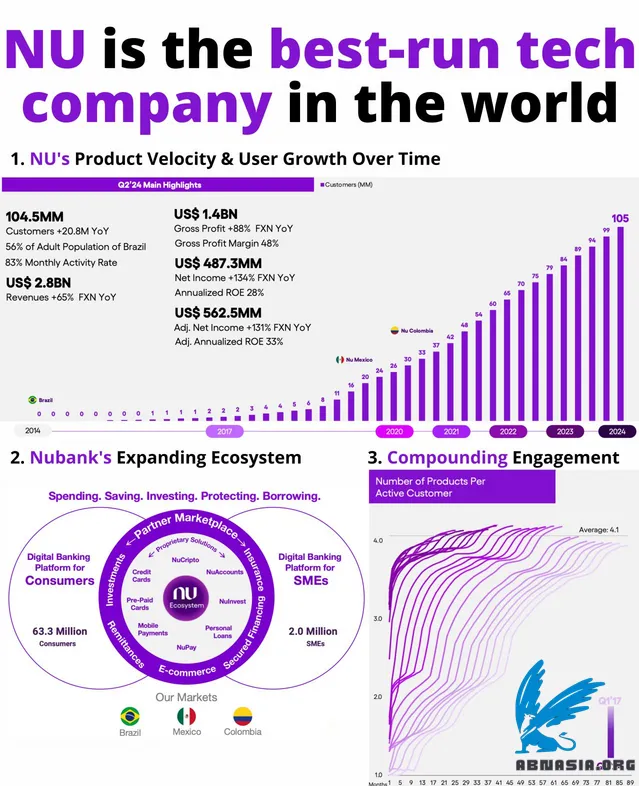 NU is the best-run tech
company in the world
1. NU's Product Velocity & User Growth Over Time
Q2'24 Main Highlights
Customers (MM)
104.5MM
Customers +20.8M YoY
56% of Adult Population of Brazil
83% Monthly Activity Rate
US$ 2.8BN
Revenues +65% FXN YoY
US$ 1.4BN
Gross Profit +88% FXN YoY
Gross Profit Margin 48%
US$ 487.3MM
Net Income +134% FXN YoY
Annualized ROE 28%
US$ 562.5MM
Adj. Net Income +131% FXN YoY
Adj. Annualized ROE 33%
Brazil
Nu Mexico
Nu Colombia
0 0 0 0 0 0 0 0 1 1 1 1 2 2 2 3 4 4 5 6 8 11 16 20 24 26 30 33 37 42 48 54 60 65 70 75 79 84 89 94 99 105
2014 2017 2020 2021 2022 2023 2024
2. Nubank's Expanding Ecosystem
Spending. Saving. Investing. Protecting. Borrowing.
Digital Banking
Platform for
Consumers
63.3 Million
Consumers
Partner Marketplace
Investments
Insurance
Remittances
E-commerce
Secured Financing
Proprietary Solutions
NuCripto
Credit
Cards
NuAccounts
Pre-Paid
Cards
nu
Ecosystem
NuInvest
Mobile
Payments
Personal
Loans
NuPay
Digital Banking
Platform for
SMEs
2.0 Million
SMEs
Our Markets
Brazil
Mexico
Colombia
3. Compounding Engagement
Number of Products Per
Active Customer
Average: 4.1
4.0
3.0
2.0
1.0
Q1'17
ABNASIA.ORG
Months 1 5 9 13 17 21 25 29 33 37 41 45 49 53 57 61 65 69 73 77 81 85 89